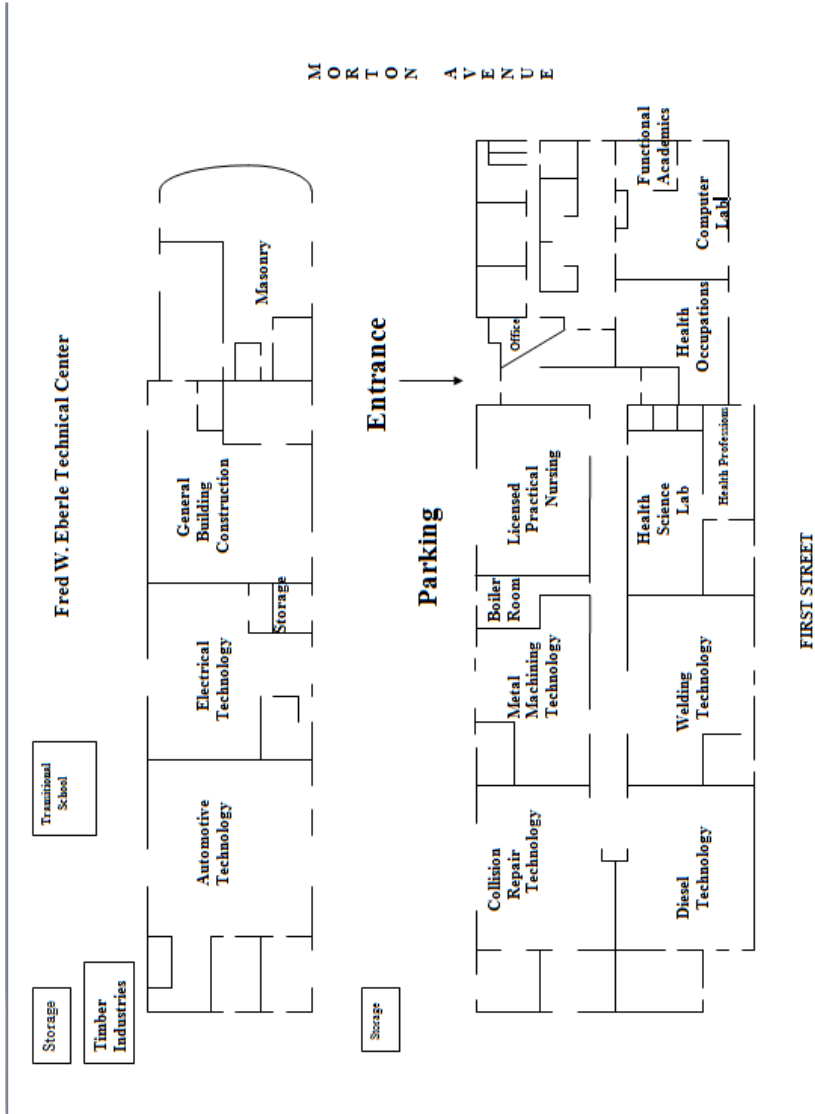 Fred W. Eberle Technical Center
MORTON AVENUE
Storage
Timber
Industries
Transitional
School
Automotive
Technology
Electrical
Technology
Storage
General
Building
Construction
Masonry
Storage
Parking
Entrance
Collision
Repair
Technology
Metal
Machining
Technology
Boiler
Room
Licensed
Practical
Nursing
Office
Functional
Academics
Computer
Lab
Health
Occupations
Health Professions
Health
Science
Lab
Welding
Technology
Diesel
Technology
FIRST STREET